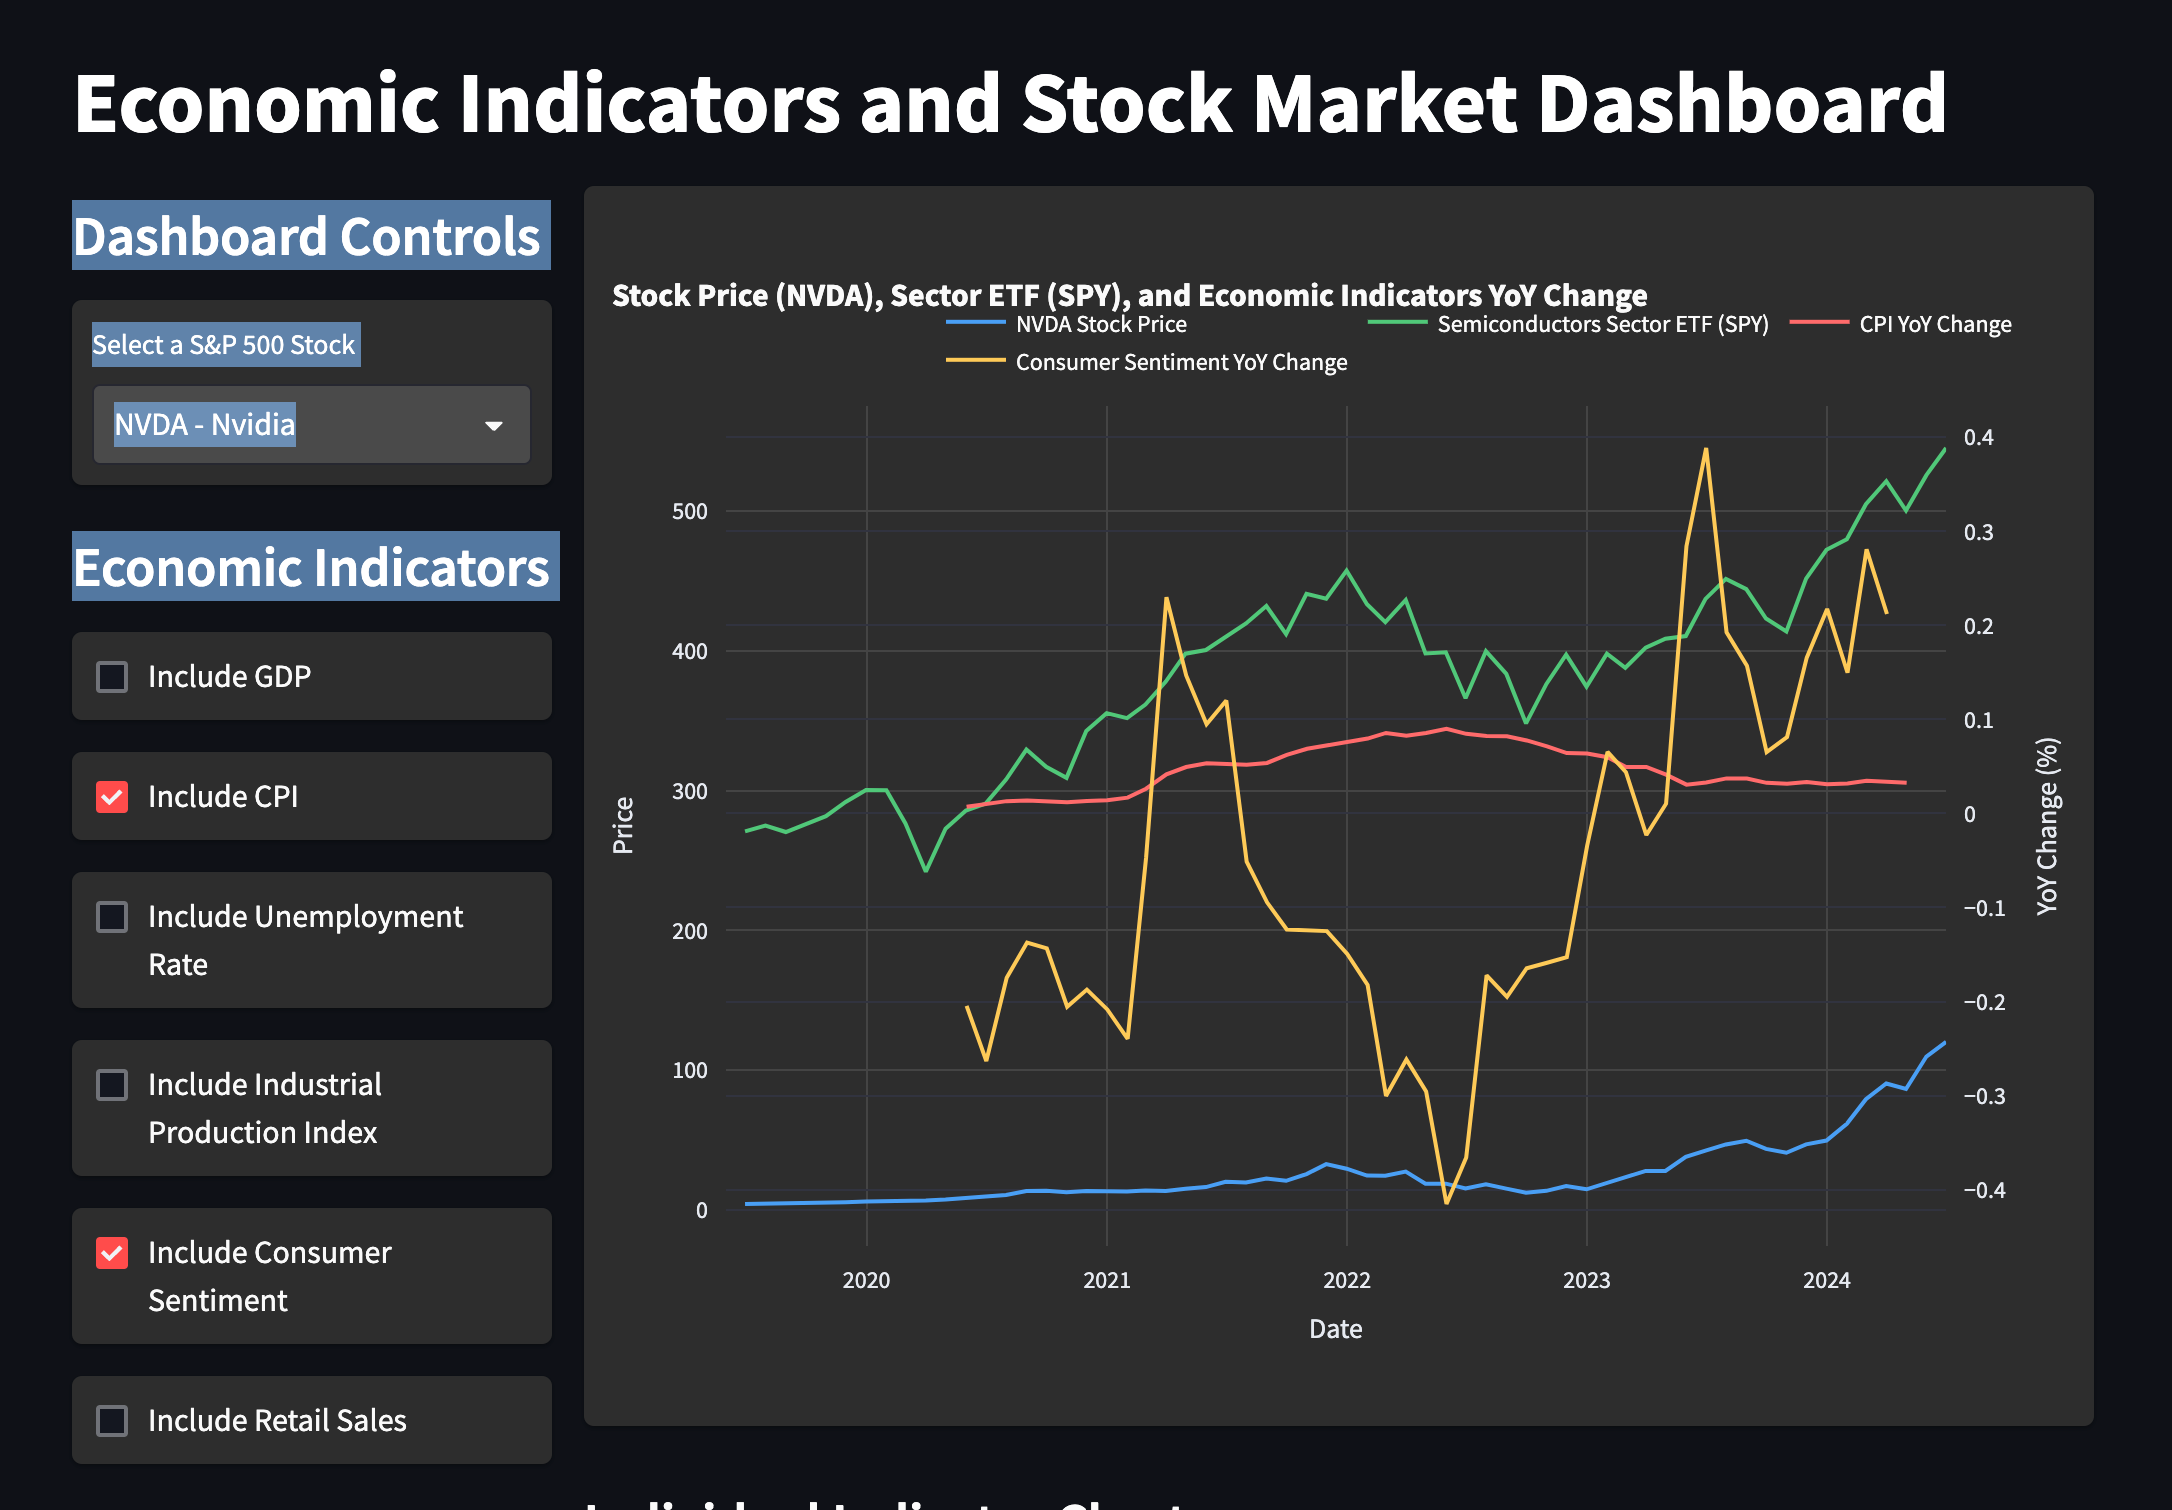 Economic Indicators and Stock Market Dashboard
Dashboard Controls
Select a S&P 500 Stock
NVDA - Nvidia
Economic Indicators
Include GDP
Include CPI
Include Unemployment
Rate
Include Industrial
Production Index
Include Consumer
Sentiment
Include Retail Sales
Stock Price (NVDA), Sector ETF (SPY), and Economic Indicators YoY Change
NVDA Stock Price
Semiconductors Sector ETF (SPY)
CPI YoY Change
Consumer Sentiment YoY Change
500
400
300
200
100
0
Price
0.4
0.3
0.2
0.1
0
−0.1
−0.2
−0.3
−0.4
YoY Change (%)
2020
2021
2022
2023
2024
Date